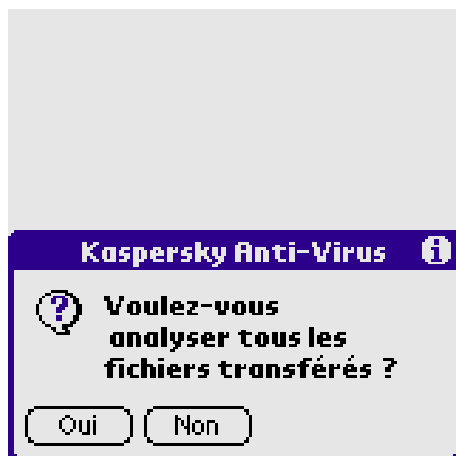 Kaspersky Anti-Virus
Voulez-vous
analyser tous les
fichiers transférés ?
Oui Non